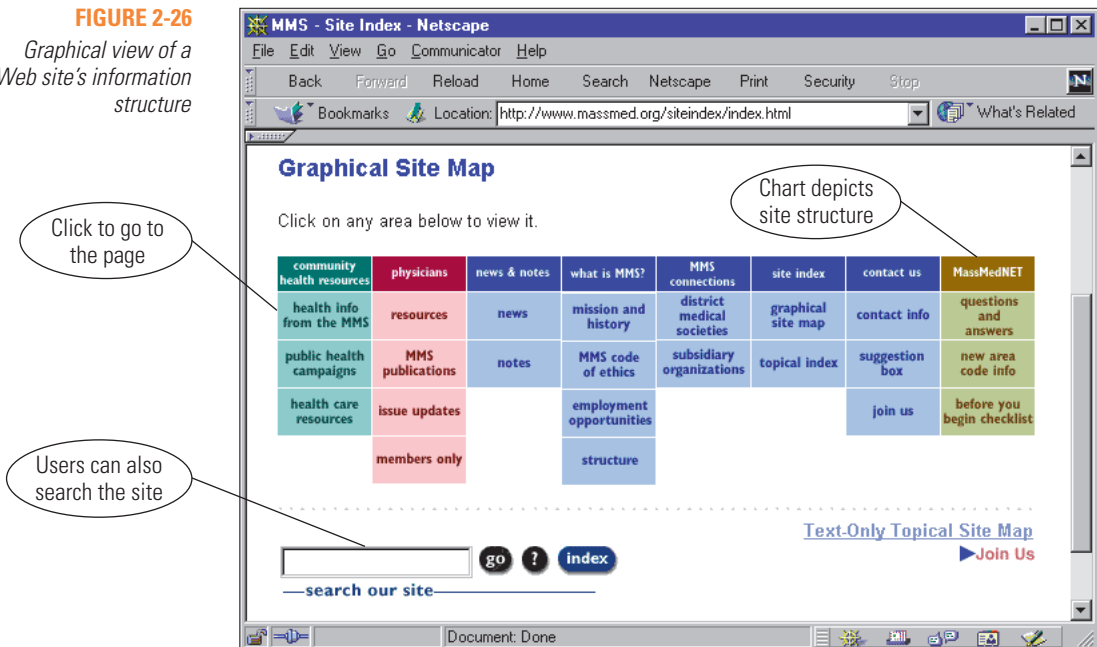 FIGURE 2-26
Graphical view of a
Web site's information
structure
MMS - Site Index - Netscape
File Edit View Go Communicator Help
Back Forward Reload Home Search Netscape Print Security Stop
N
Bookmarks Location: http://www.massmed.org/siteindex/index.html What's Related
Graphical Site Map
Click on any area below to view it.
Chart depicts
site structure
Click to go to
the page
community
health resources
physicians
news & notes
what is MMS?
MMS
connections
site index
contact us
MassMedNET
health info
from the MMS
resources
news
mission and
history
district
medical
societies
graphical
site map
contact info
questions
and
answers
public health
campaigns
MMS
publications
notes
MMS code
of ethics
subsidiary
organizations
topical index
suggestion
box
new area
code info
health care
resources
issue updates
employment
opportunities
join us
before you
begin checklist
members only
structure
Users can also
search the site
Text-Only Topical Site Map
Join Us
go ? index
search our site
Document: Done